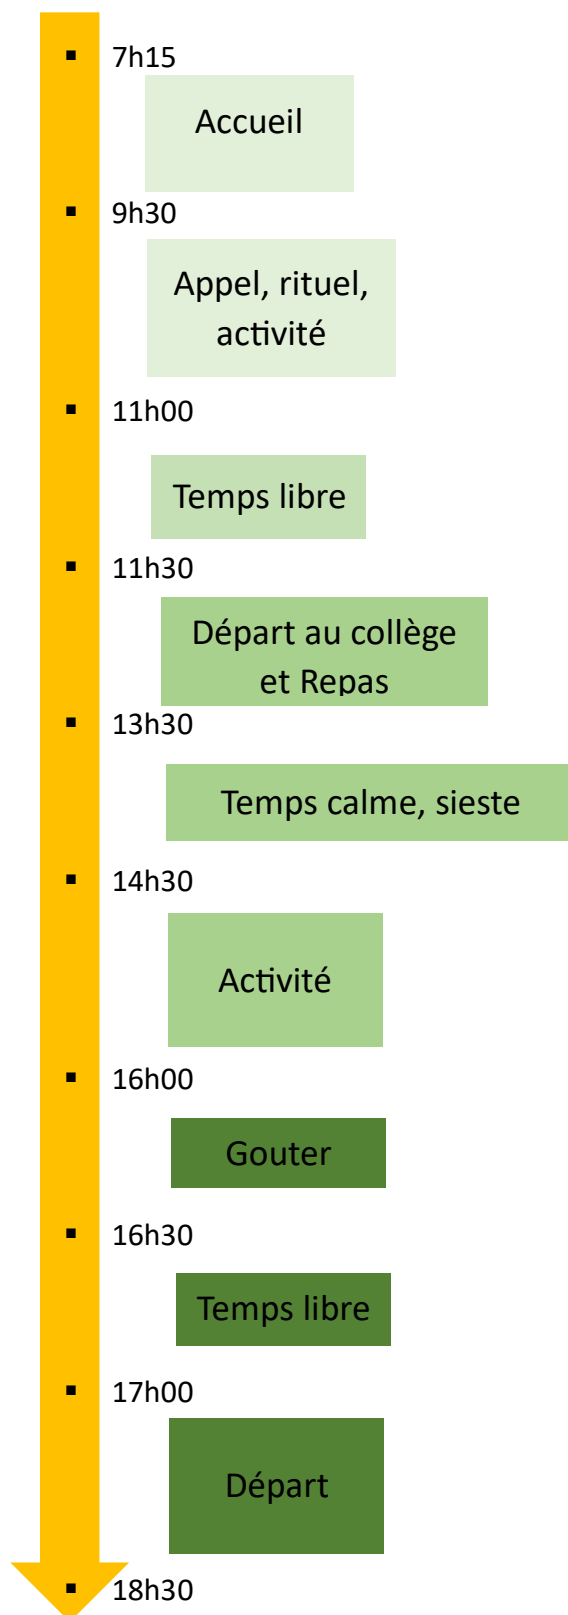 ▪ 7h15
Accueil
▪ 9h30
Appel, rituel,
activité
▪ 11h00
Temps libre
▪ 11h30
Départ au collège
et Repas
▪ 13h30
Temps calme, sieste
▪ 14h30
Activité
▪ 16h00
Gouter
▪ 16h30
Temps libre
▪ 17h00
Départ
▪ 18h30